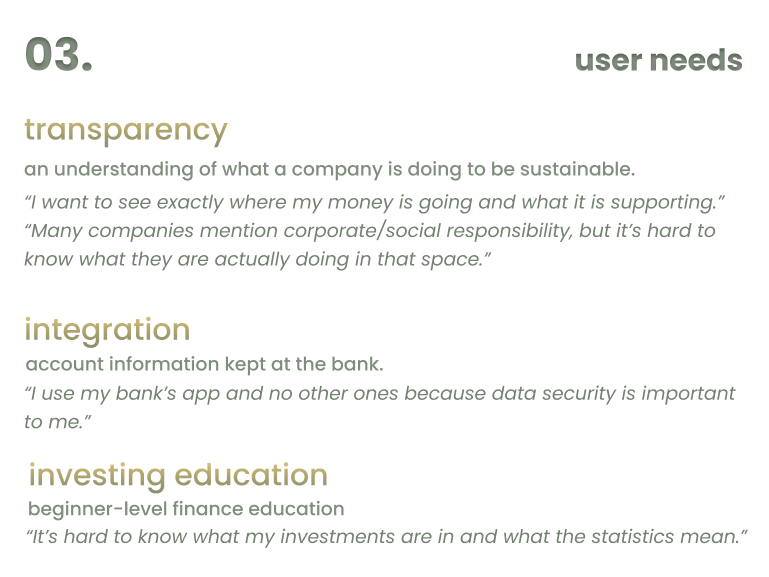 03.
user needs
transparency
an understanding of what a company is doing to be sustainable.
“I want to see exactly where my money is going and what it is supporting.”
“Many companies mention corporate/social responsibility, but it’s hard to
know what they are actually doing in that space.”
integration
account information kept at the bank.
“I use my bank’s app and no other ones because data security is important
to me.”
investing education
beginner-level finance education
“It’s hard to know what my investments are in and what the statistics mean.”